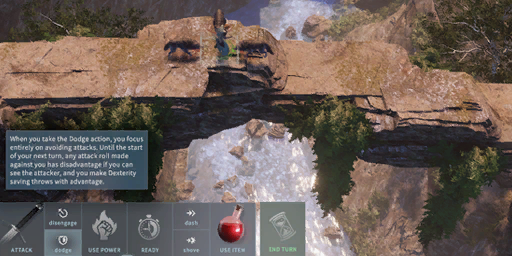 When you take the Dodge action, you focus
entirely on avoiding attacks. Until the start
of your next turn, any attack roll made
against you has disadvantage if you can
see the attacker, and you make Dexterity
saving throws with advantage.
ATTACK
disengage
dodge
USE POWER
READY
dash
shove
USE ITEM
END TURN